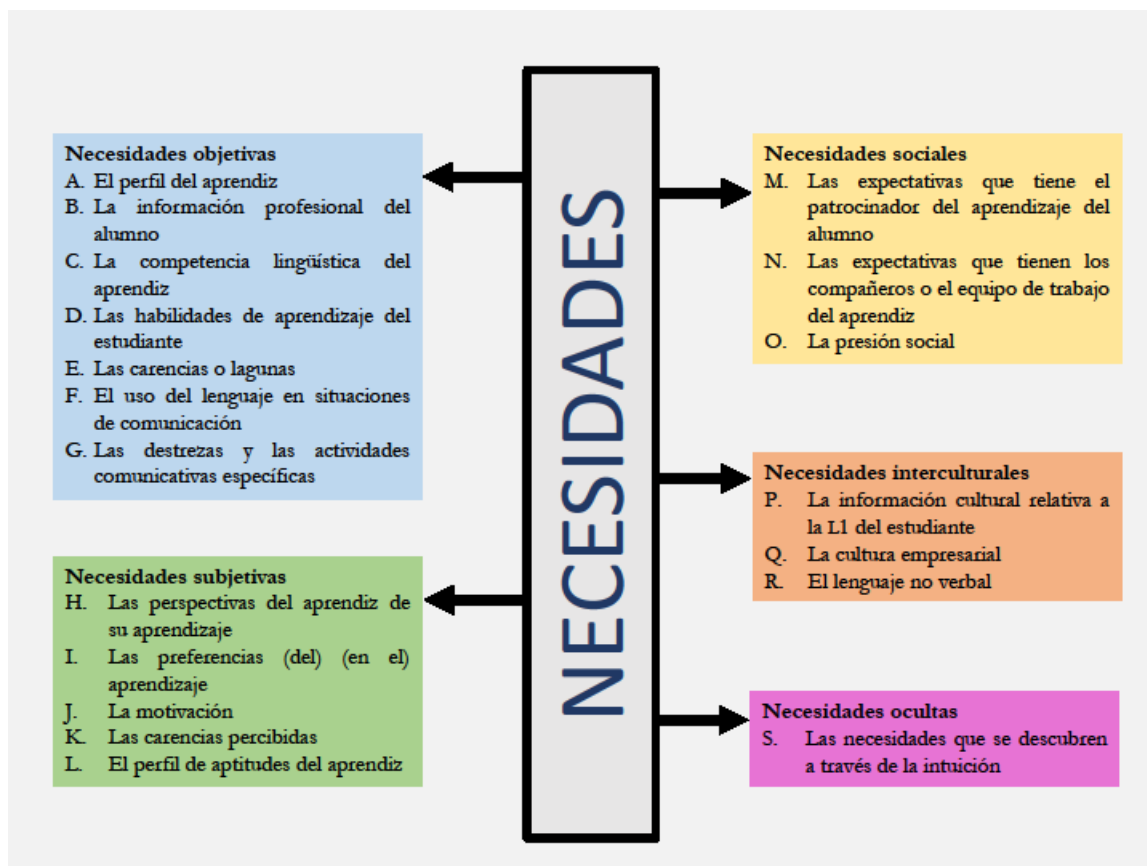 Necesidades objetivas
A. El perfil del aprendiz
B. La información profesional del
alumno
C. La competencia lingüística del
aprendiz
D. Las habilidades de aprendizaje del
estudiante
E. Las carencias o lagunas
F. El uso del lenguaje en situaciones
de comunicación
G. Las destrezas y las actividades
comunicativas específicas
Necesidades subjetivas
H. Las perspectivas del aprendiz de
su aprendizaje
I. Las preferencias (del) (en el)
aprendizaje
J. La motivación
K. Las carencias percibidas
L. El perfil de aptitudes del aprendiz
NECESIDADES
Necesidades sociales
M. Las expectativas que tiene el
patrocinador del aprendizaje del
alumno
N. Las expectativas que tienen los
compañeros o el equipo de trabajo
del aprendiz
O. La presión social
Necesidades interculturales
P. La información cultural relativa a
la L1 del estudiante
Q. La cultura empresarial
R. El lenguaje no verbal
Necesidades ocultas
S. Las necesidades que se descubren
a través de la intuición